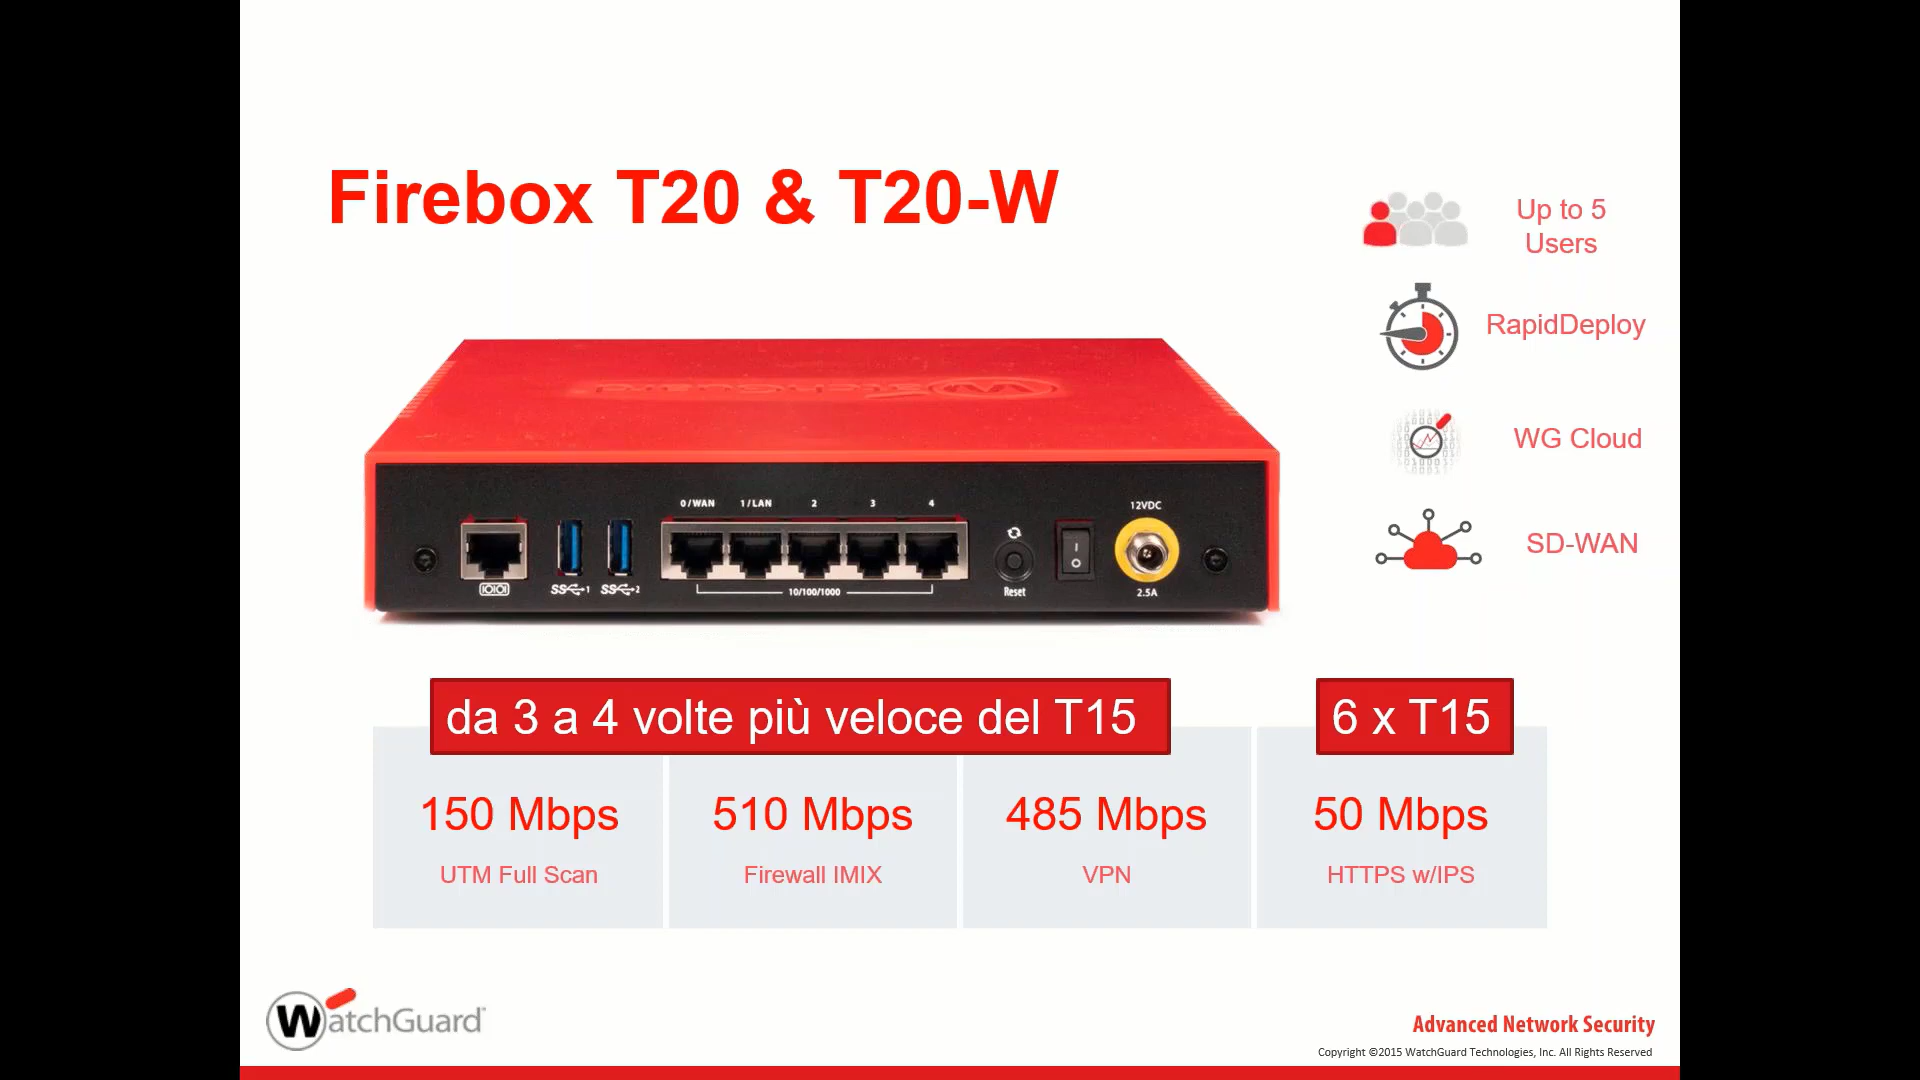 Firebox T20 & T20-W
Up to 5
Users
RapidDeploy
WG Cloud
SD-WAN
WatchGuard
0/WAN 1/LAN 2 3 4
12VDC
1 2
10/100/1000
Reset
2.5A
da 3 a 4 volte più veloce del T15
6 x T15
150 Mbps
UTM Full Scan
510 Mbps
Firewall IMIX
485 Mbps
VPN
50 Mbps
HTTPS w/IPS
WatchGuard
Advanced Network Security
Copyright ©2015 WatchGuard Technologies, Inc. All Rights Reserved